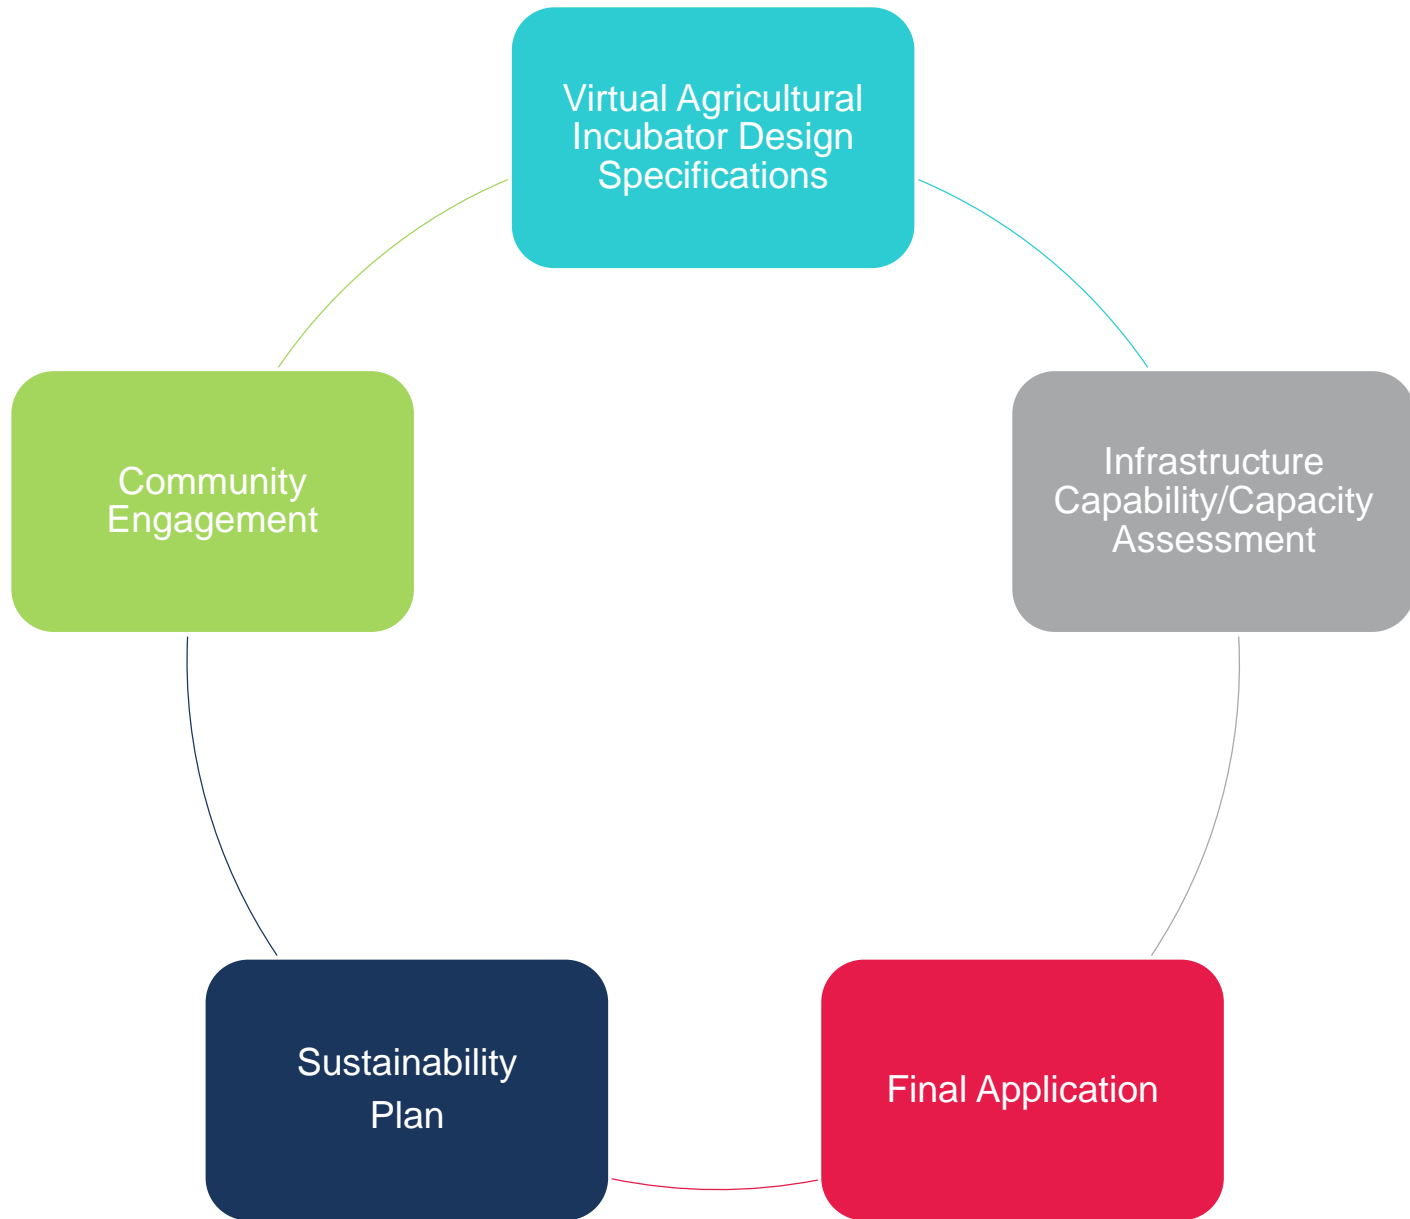 Virtual Agricultural
Incubator Design
Specifications
Infrastructure
Capability/Capacity
Assessment
Final Application
Sustainability
Plan
Community
Engagement